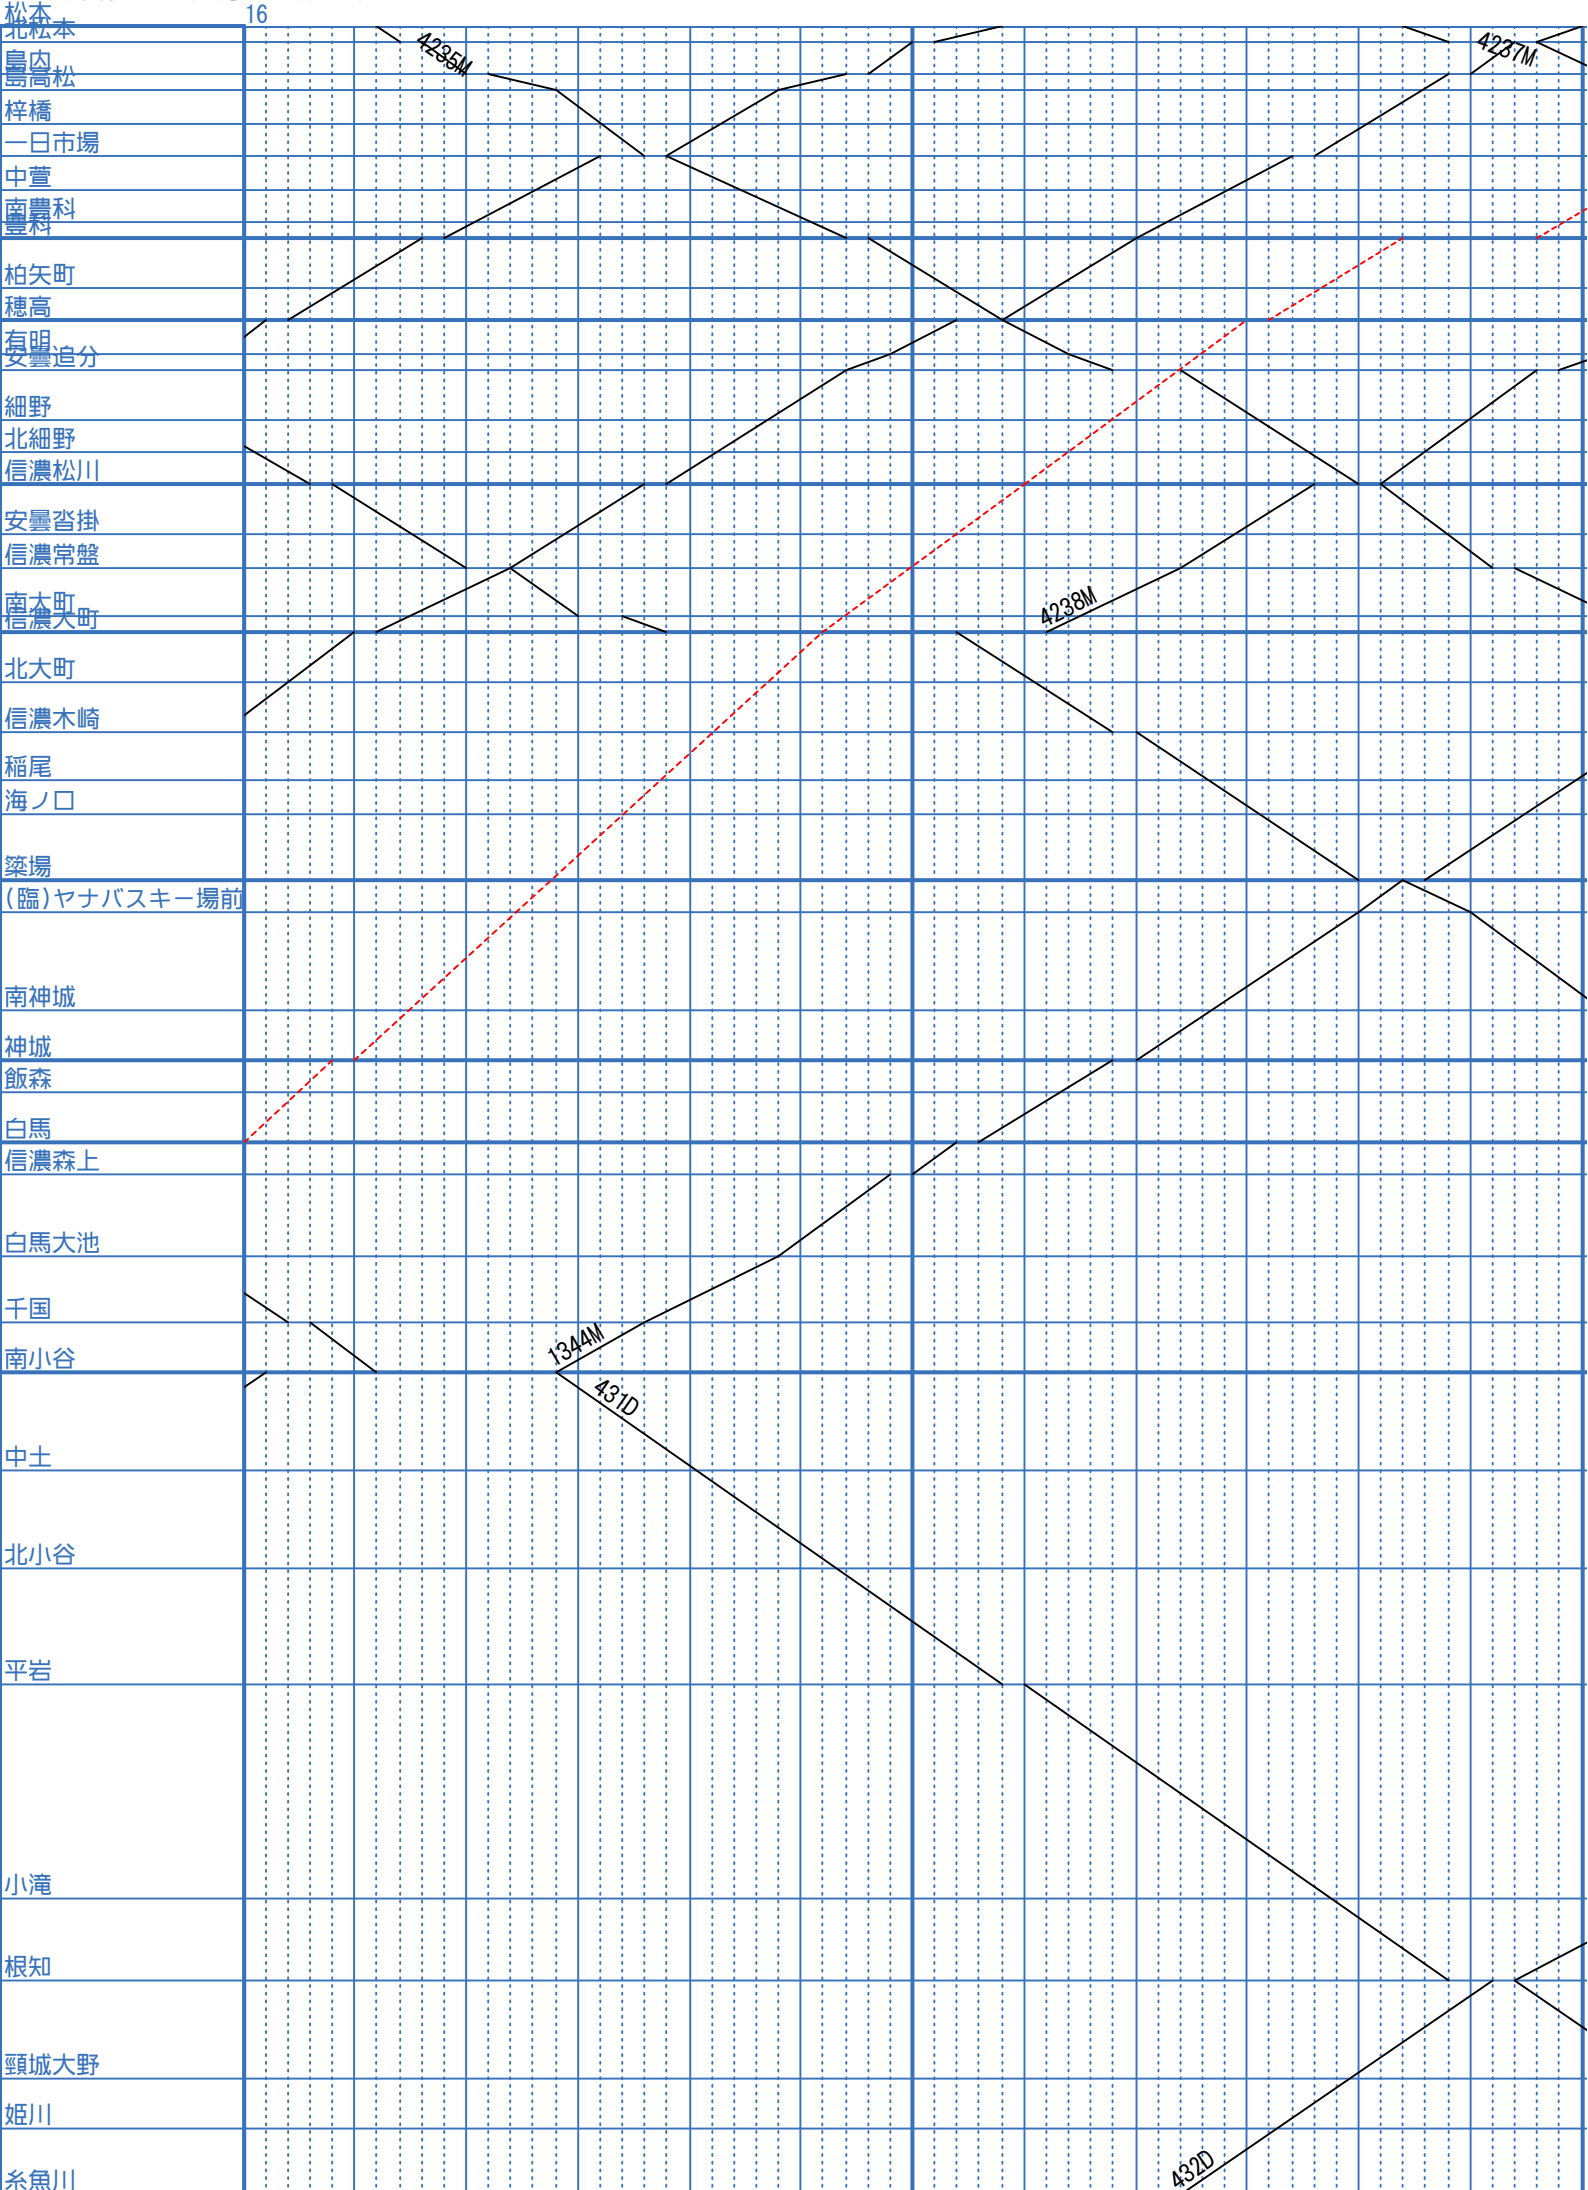 松本
16
北松本
島内
島高松
梓橋
一日市場
中萱
南豊科
豊科
柏矢町
穂高
有明
安曇追分
細野
北細野
信濃松川
安曇沓掛
信濃常盤
南大町
信濃大町
北大町
信濃木崎
稲尾
海ノ口
簗場
(臨)ヤナバスキー場前
南神城
神城
飯森
白馬
信濃森上
白馬大池
千国
南小谷
中土
北小谷
平岩
小滝
根知
頸城大野
姫川
糸魚川
4235M
4237M
4238M
1344M
431D
432D